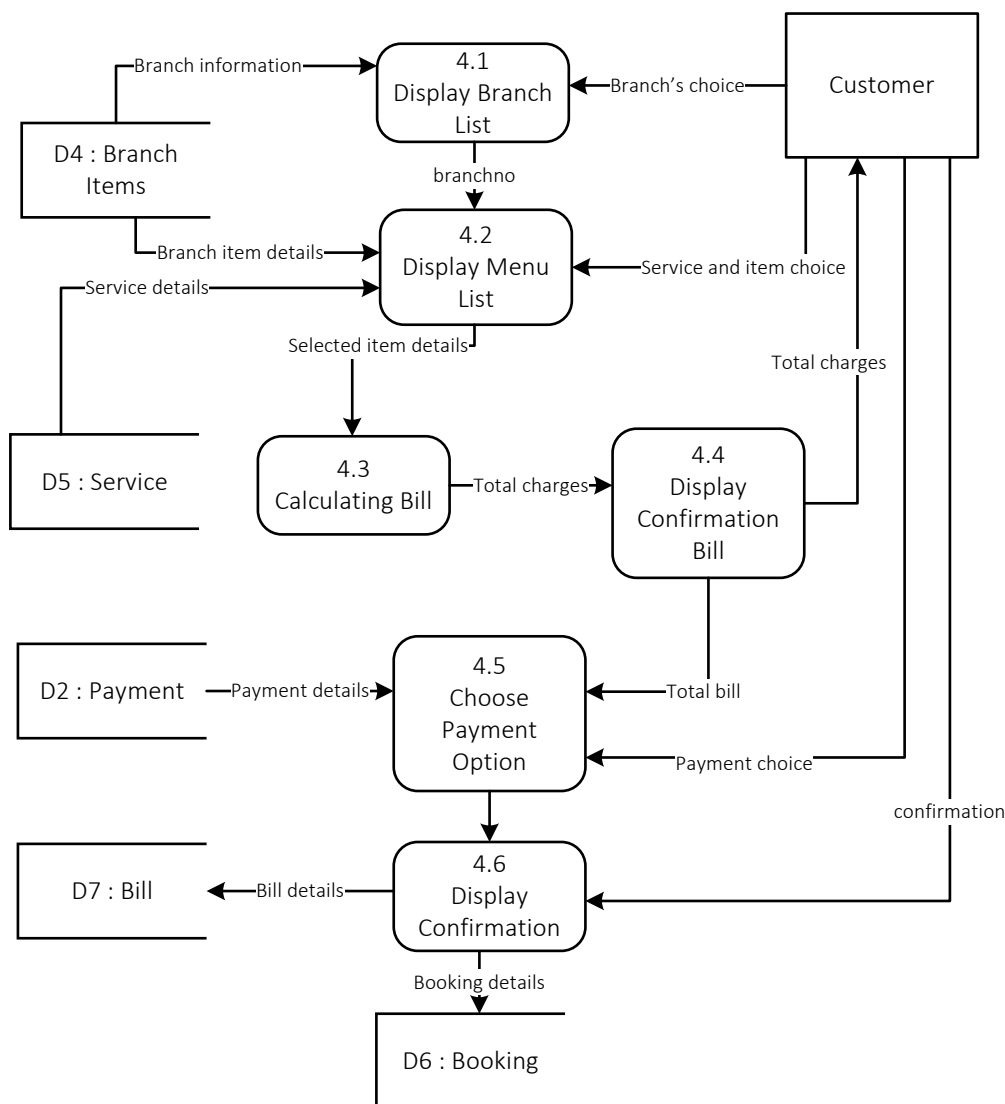 Branch information
4.1
Display Branch
List
Branch’s choice
Customer
D4 : Branch
Items
branchno
4.2
Display Menu
List
Branch item details
Service and item choice
Service details
Selected item details
Total charges
D5 : Service
4.3
Calculating Bill
Total charges
4.4
Display
Confirmation
Bill
D2 : Payment
Payment details
4.5
Choose
Payment
Option
Total bill
Payment choice
confirmation
D7 : Bill
Bill details
4.6
Display
Confirmation
Booking details
D6 : Booking